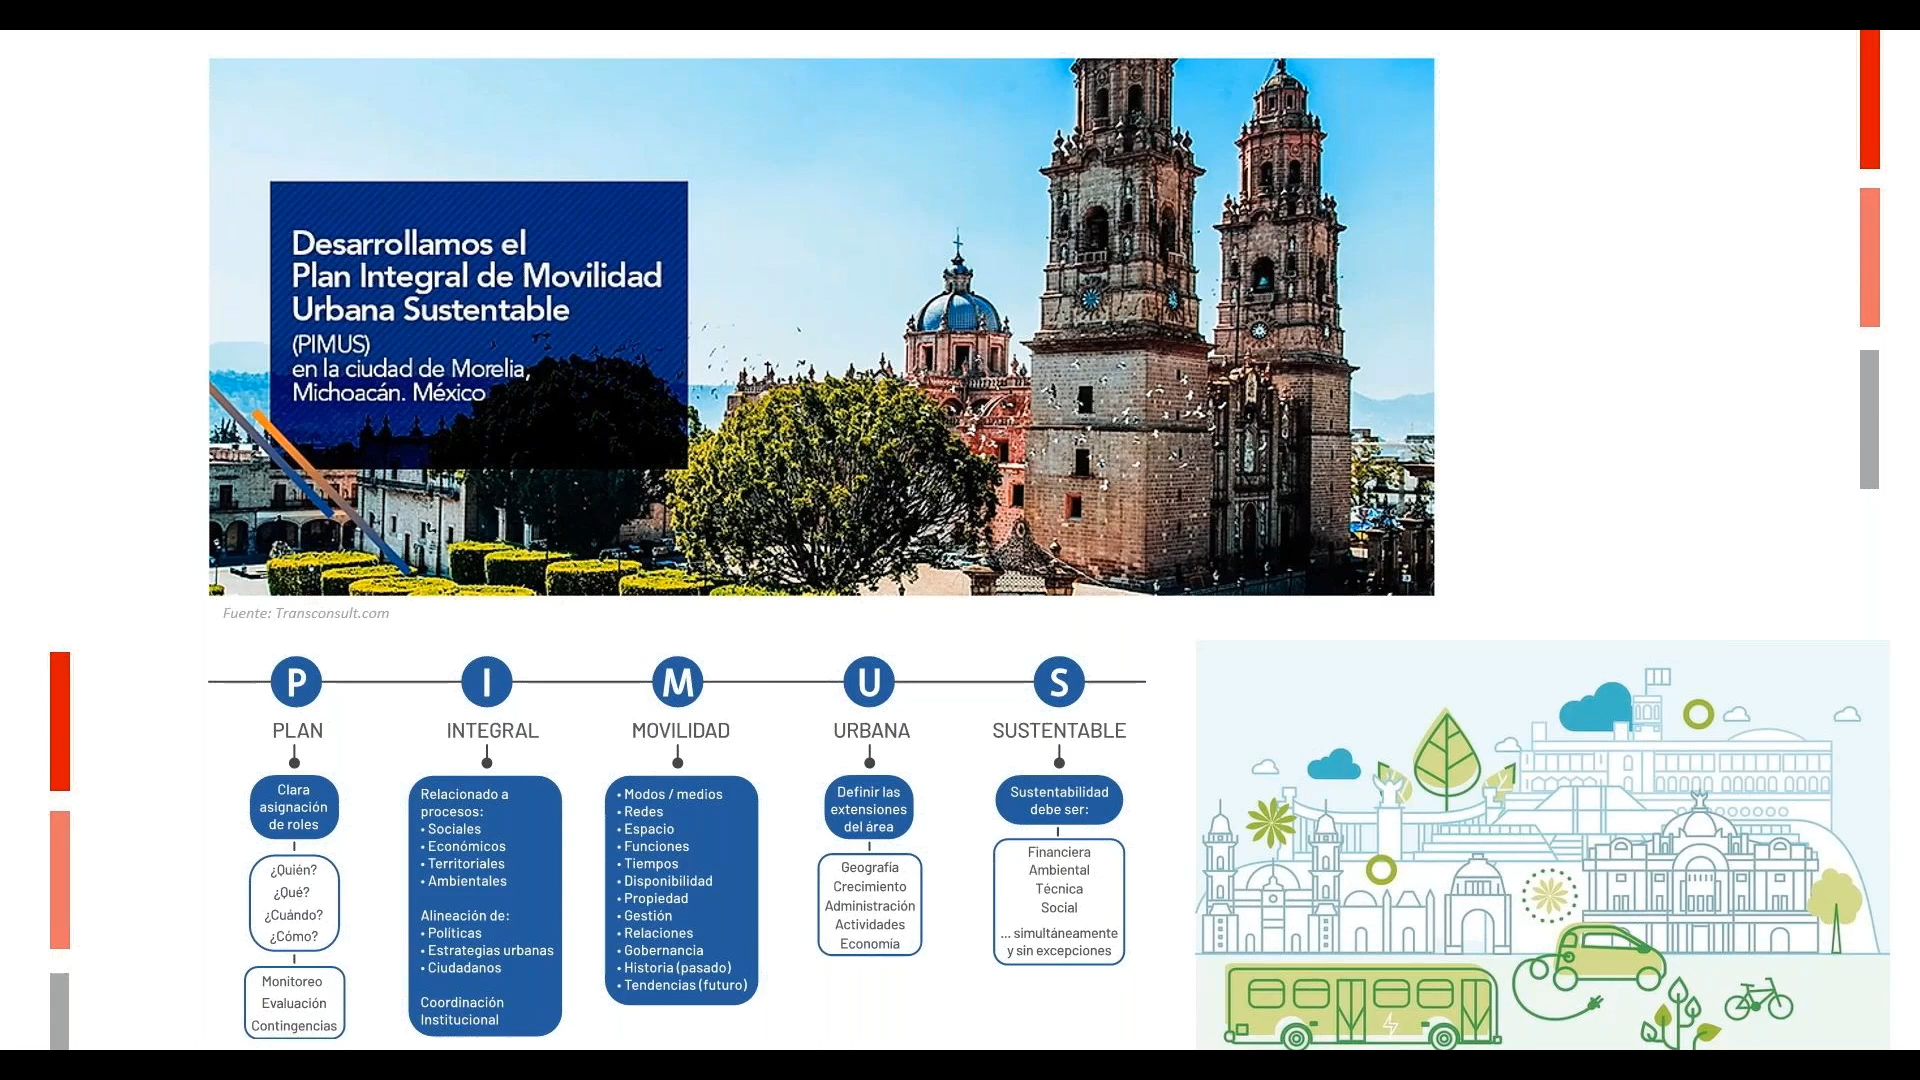 Desarrollamos el
Plan Integral de Movilidad
Urbana Sustentable
(PIMUS)
en la ciudad de Morelia,
Michoacán. México
Fuente: Transconsult.com
P
PLAN
Clara
asignación
de roles
¿Quién?
¿Qué?
¿Cuándo?
¿Cómo?
Monitoreo
Evaluación
Contingencias
I
INTEGRAL
Relacionado a
procesos:
• Sociales
• Económicos
• Territoriales
• Ambientales
Alineación de:
• Políticas
• Estrategias urbanas
• Ciudadanos
Coordinación
Institucional
M
MOVILIDAD
• Modos / medios
• Redes
• Espacio
• Funciones
• Tiempos
• Disponibilidad
• Propiedad
• Gestión
• Relaciones
• Gobernancia
• Historia (pasado)
• Tendencias (futuro)
U
URBANA
Definir las
extensiones
del área
Geografía
Crecimiento
Administración
Actividades
Economía
S
SUSTENTABLE
Sustentabilidad
debe ser:
Financiera
Ambiental
Técnica
Social
... simultáneamente
y sin excepciones